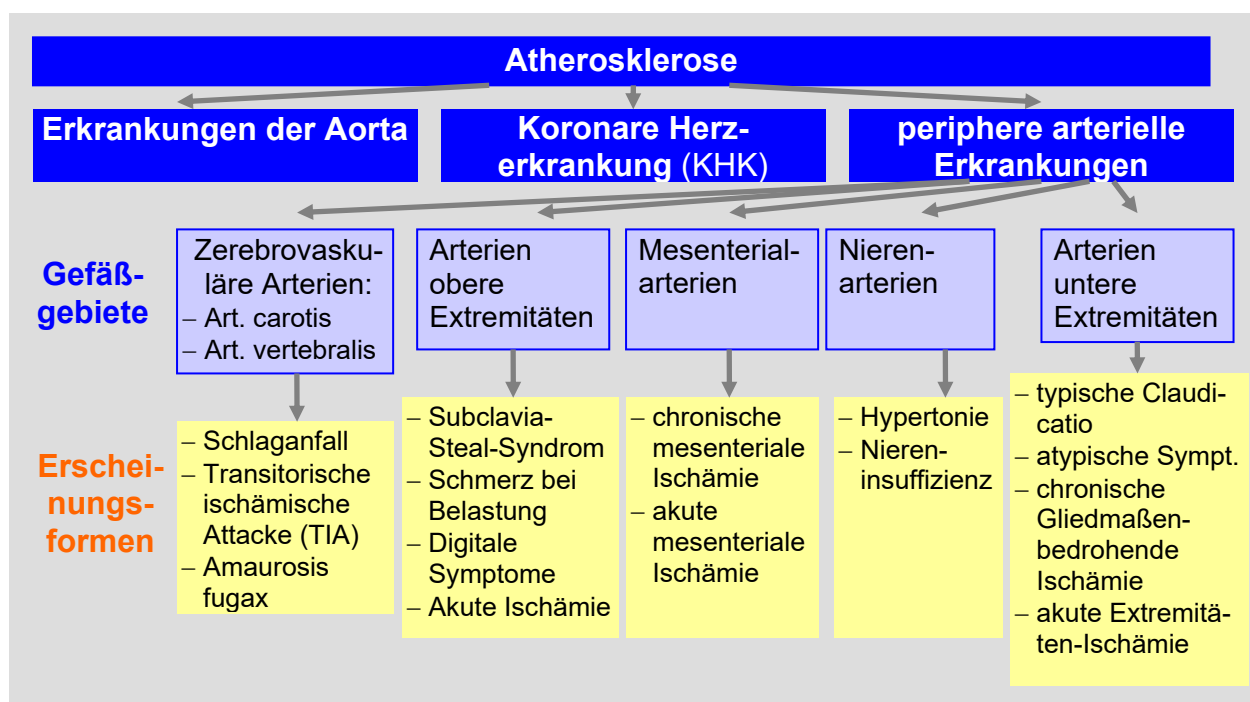 Atherosklerose
Erkrankungen der Aorta
Koronare Herz-
erkrankung (KHK)
periphere arterielle
Erkrankungen
Gefäß-
gebiete
Zerebrovasku-
läre Arterien:
– Art. carotis
– Art. vertebralis
Arterien
obere
Extremitäten
Mesenterial-
arterien
Nieren-
arterien
Arterien
untere
Extremitäten
Erschei-
nungs-
formen
– Schlaganfall
– Transitorische
ischämische
Attacke (TIA)
– Amaurosis
fugax
– Subclavia-
Steal-Syndrom
– Schmerz bei
Belastung
– Digitale
Symptome
– Akute Ischämie
– chronische
mesenteriale
Ischämie
– akute
mesenteriale
Ischämie
– Hypertonie
– Nieren-
insuffizienz
– typische Claudi-
catio
– atypische Sympt.
– chronische
Gliedmaßen-
bedrohende
Ischämie
– akute Extremitä-
ten-Ischämie